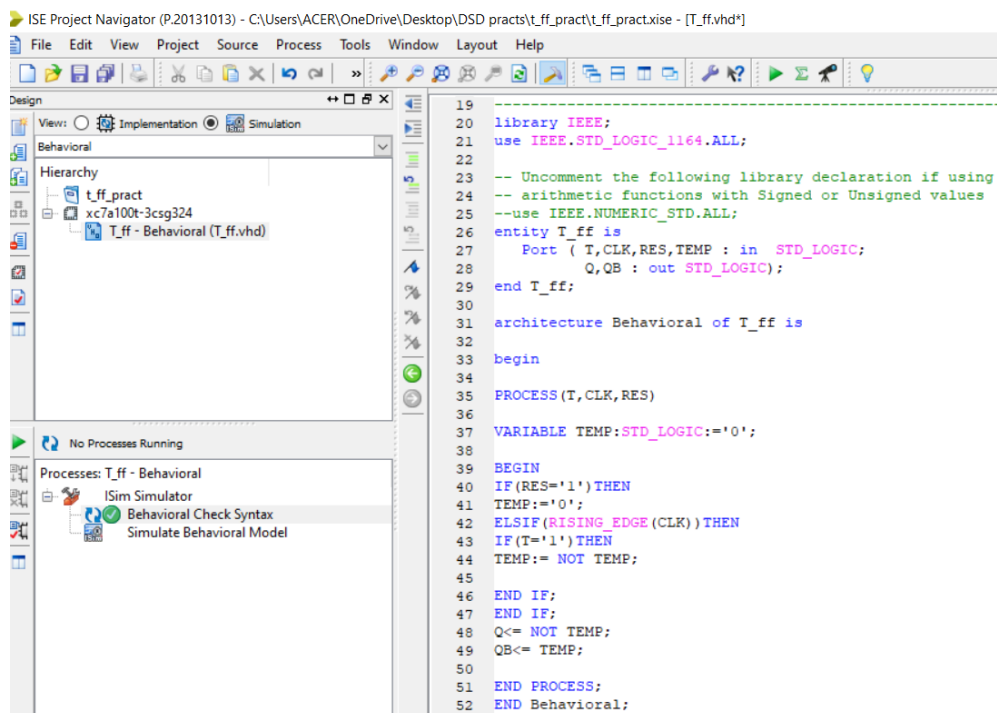 ISE Project Navigator (P.20131013) - C:\Users\ACER\OneDrive\Desktop\DSD practs\t_ff_pract\t_ff_pract.xise - [T_ff.vhd*]
File Edit View Project Source Process Tools Window Layout Help
Design
View: Implementation Simulation
Behavioral
Hierarchy
t_ff_pract
xc7a100t-3csg324
T_ff - Behavioral (T_ff.vhd)
No Processes Running
Processes: T_ff - Behavioral
ISim Simulator
Behavioral Check Syntax
Simulate Behavioral Model
19 ----------------------------------------------------------
20 library IEEE;
21 use IEEE.STD_LOGIC_1164.ALL;
22
23 -- Uncomment the following library declaration if using
24 -- arithmetic functions with Signed or Unsigned values
25 --use IEEE.NUMERIC_STD.ALL;
26 entity T_ff is
27 Port ( T,CLK,RES,TEMP : in STD_LOGIC;
28 Q,QB : out STD_LOGIC);
29 end T_ff;
30
31 architecture Behavioral of T_ff is
32
33 begin
34
35 PROCESS(T,CLK,RES)
36
37 VARIABLE TEMP:STD_LOGIC:='0';
38
39 BEGIN
40 IF(RES='1')THEN
41 TEMP:='0';
42 ELSIF(RISING_EDGE(CLK))THEN
43 IF(T='1')THEN
44 TEMP:= NOT TEMP;
45
46 END IF;
47 END IF;
48 Q<= NOT TEMP;
49 QB<= TEMP;
50
51 END PROCESS;
52 END Behavioral;